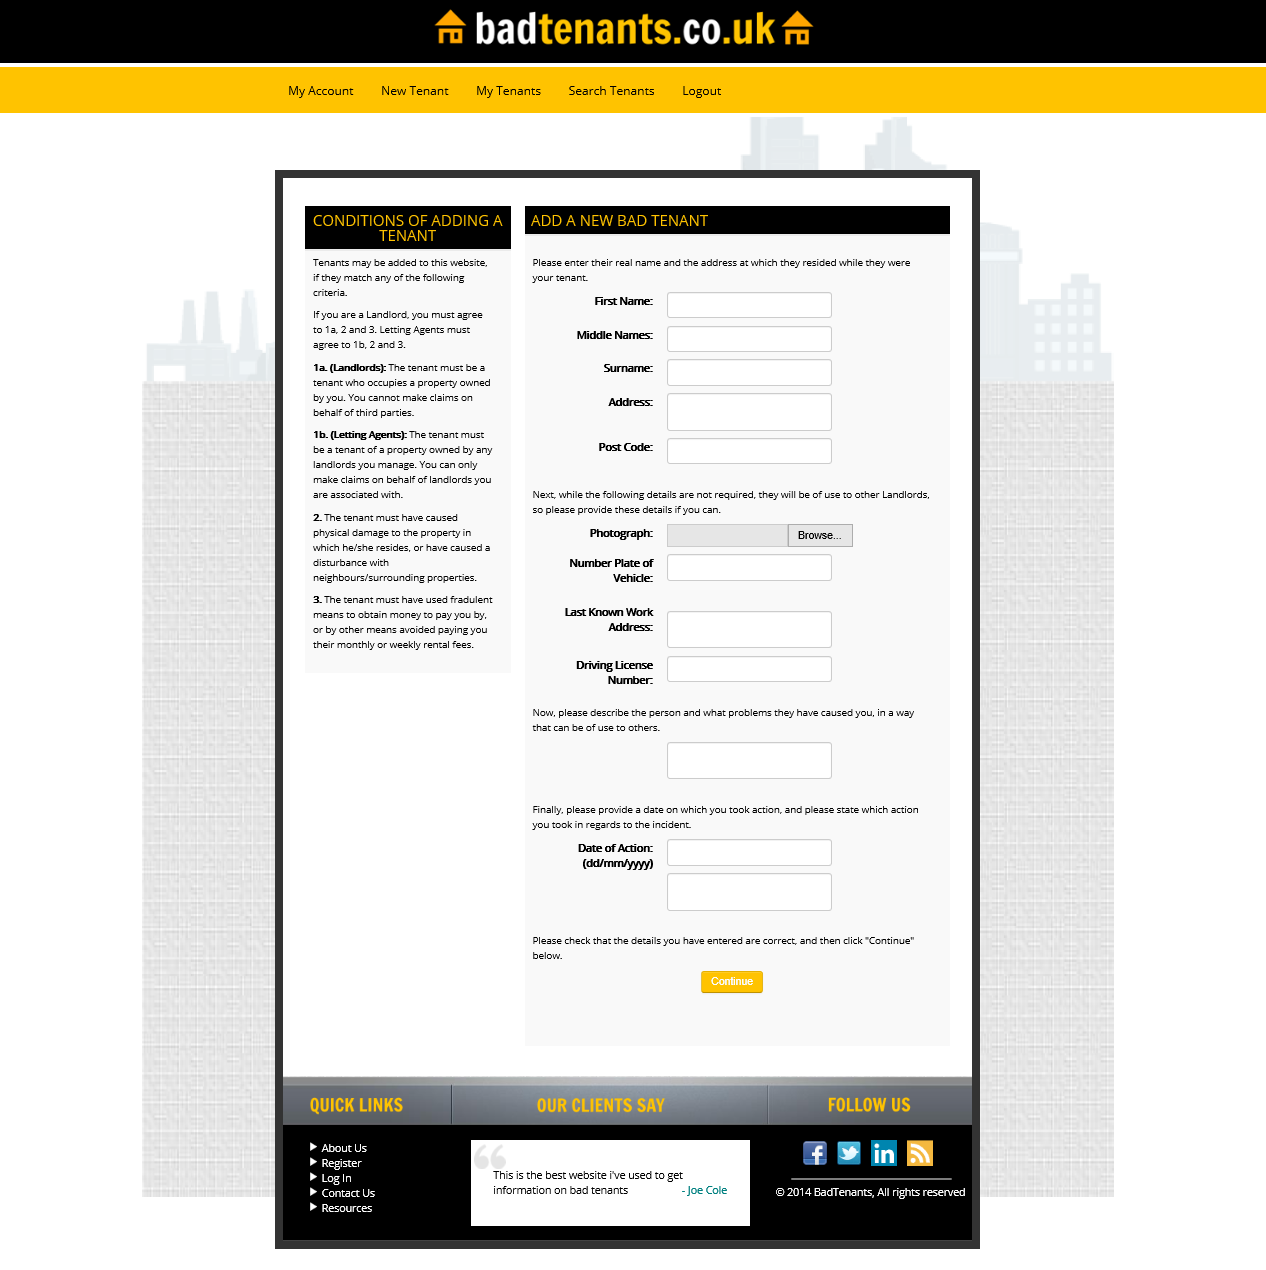 badtenants.co.uk
My Account New Tenant My Tenants Search Tenants Logout
CONDITIONS OF ADDING A
TENANT
Tenants may be added to this website,
if they match any of the following
criteria.
If you are a Landlord, you must agree
to 1a, 2 and 3. Letting Agents must
agree to 1b, 2 and 3.
1a. (Landlords): The tenant must be a
tenant who occupies a property owned
by you. You cannot make claims on
behalf of third parties.
1b. (Letting Agents): The tenant must
be a tenant of a property owned by any
landlords you manage. You can only
make claims on behalf of landlords you
are associated with.
2. The tenant must have caused
physical damage to the property in
which he/she resides, or have caused a
disturbance with
neighbours/surrounding properties.
3. The tenant must have used fradulent
means to obtain money to pay you by,
or by other means avoided paying you
their monthly or weekly rental fees.
ADD A NEW BAD TENANT
Please enter their real name and the address at which they resided while they were
your tenant.
First Name:
Middle Names:
Surname:
Address:
Post Code:
Next, while the following details are not required, they will be of use to other Landlords,
so please provide these details if you can.
Photograph: Browse...
Number Plate of
Vehicle:
Last Known Work
Address:
Driving License
Number:
Now, please describe the person and what problems they have caused you, in a way
that can be of use to others.
Finally, please provide a date on which you took action, and please state which action
you took in regards to the incident.
Date of Action:
(dd/mm/yyyy)
Please check that the details you have entered are correct, and then click "Continue"
below.
Continue
QUICK LINKS
About Us
Register
Log In
Contact Us
Resources
OUR CLIENTS SAY
This is the best website i've used to get
information on bad tenants - Joe Cole
FOLLOW US
© 2014 BadTenants, All rights reserved